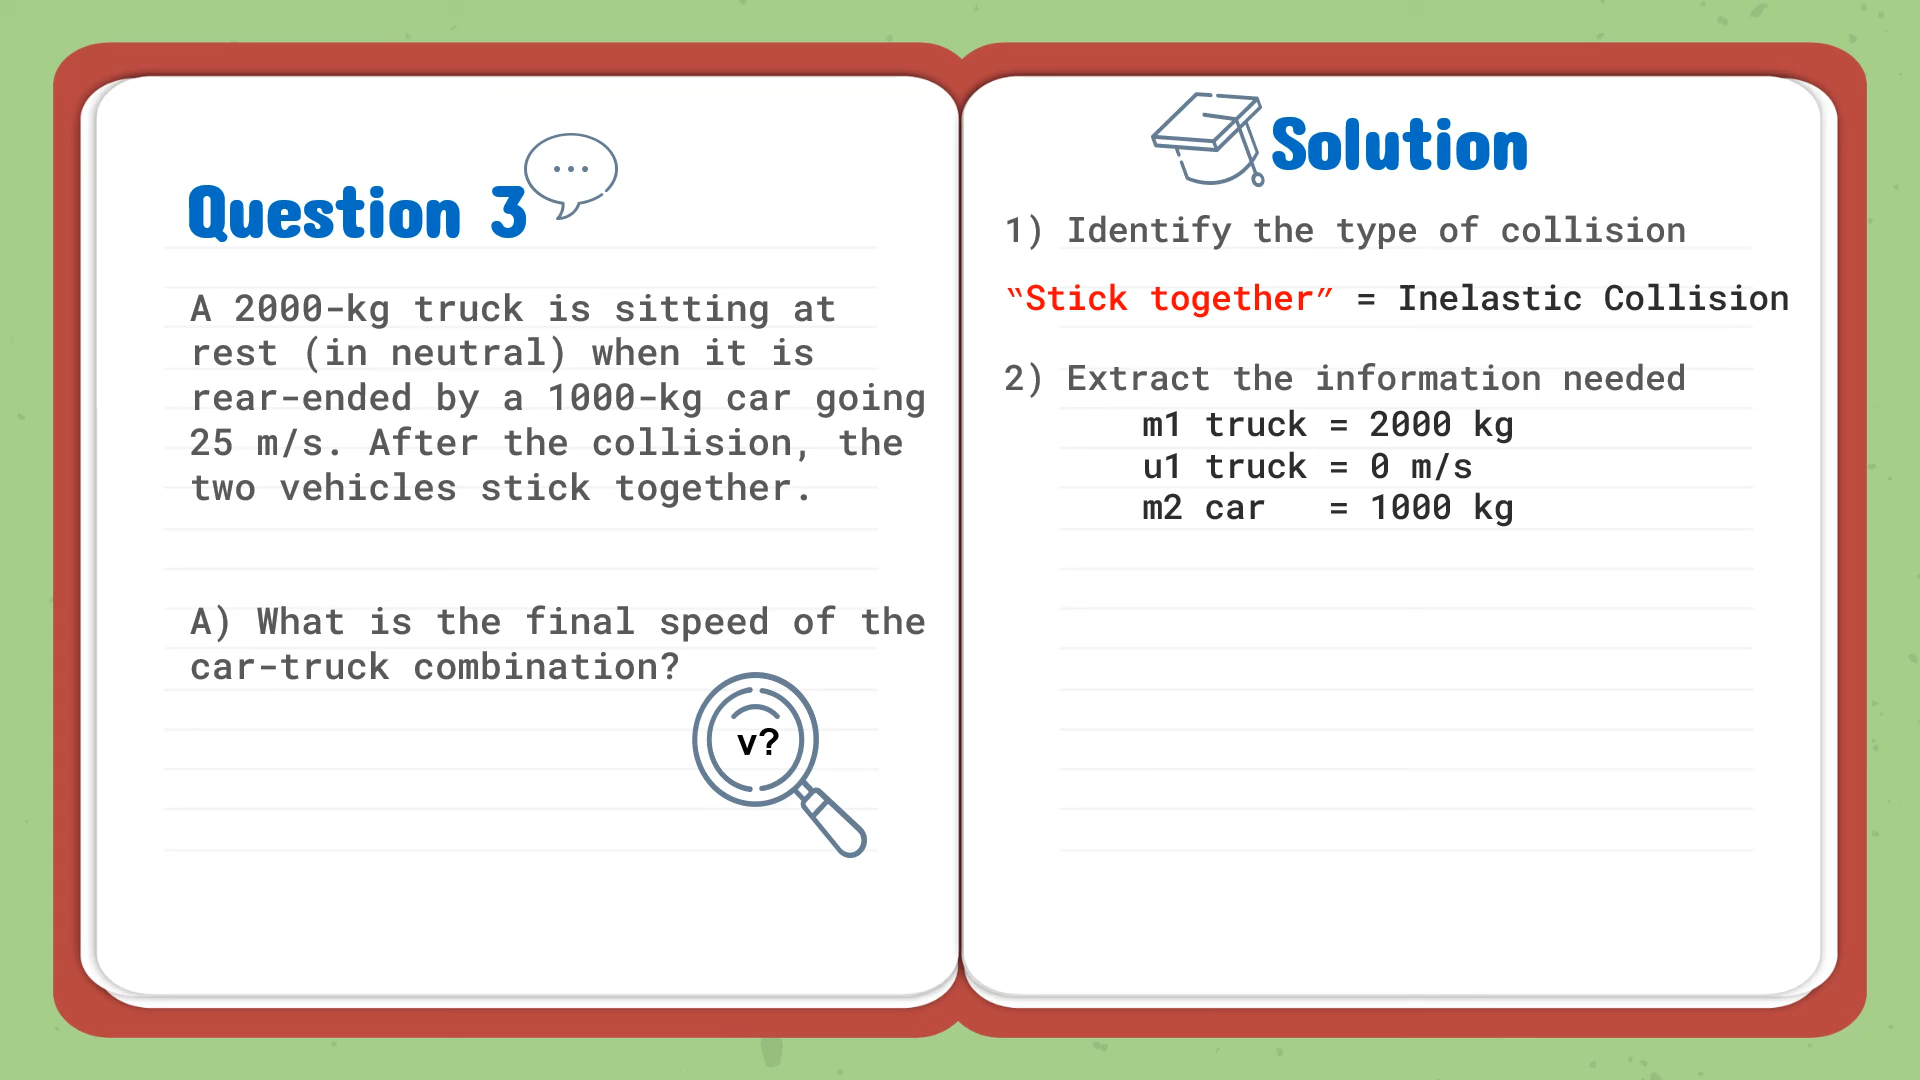 Question 3
A 2000-kg truck is sitting at
rest (in neutral) when it is
rear-ended by a 1000-kg car going
25 m/s. After the collision, the
two vehicles stick together.
A) What is the final speed of the
car-truck combination?
v?
Solution
1) Identify the type of collision
“Stick together” = Inelastic Collision
2) Extract the information needed
m1 truck = 2000 kg
u1 truck = 0 m/s
m2 car = 1000 kg